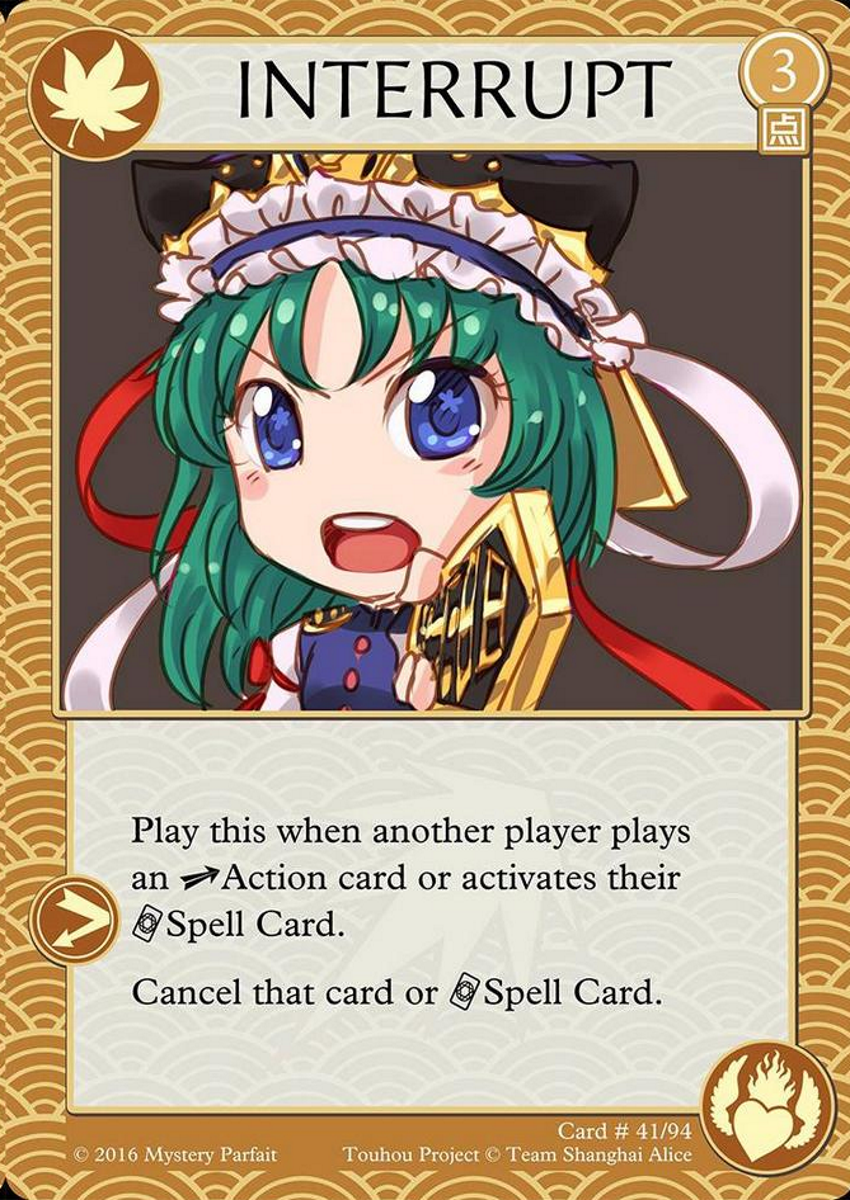 INTERRUPT
3
点
Play this when another player plays
an Action card or activates their
Spell Card.
Cancel that card or Spell Card.
Card # 41/94
© 2016 Mystery Parfait
Touhou Project © Team Shanghai Alice